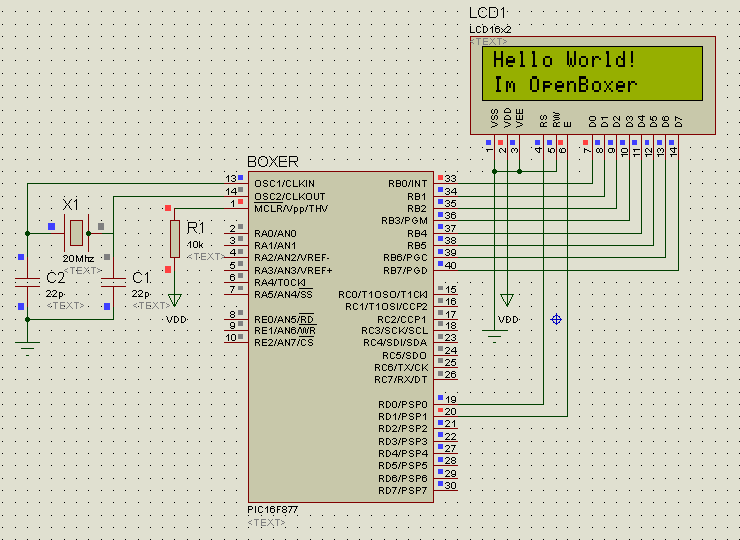 LCD1
LCD16x2
<TEXT>
Hello World!
Im OpenBoxer
VSS VDD VEE RS RW E D0 D1 D2 D3 D4 D5 D6 D7
1 2 3 4 5 6 7 8 9 10 11 12 13 14
BOXER
13 OSC1/CLKIN RB0/INT 33
14 OSC2/CLKOUT RB1 34
1 MCLR/Vpp/THV RB2 35
RB3/PGM 36
2 RA0/AN0 RB4 37
3 RA1/AN1 RB5 38
4 RA2/AN2/VREF- RB6/PGC 39
5 RA3/AN3/VREF+ RB7/PGD 40
6 RA4/T0CKI
7 RA5/AN4/SS RC0/T1OSO/T1CKI 15
RC1/T1OSI/CCP2 16
8 RE0/AN5/RD RC2/CCP1 17
9 RE1/AN6/WR RC3/SCK/SCL 18
10 RE2/AN7/CS RC4/SDI/SDA 23
RC5/SDO 24
RC6/TX/CK 25
RC7/RX/DT 26
RD0/PSP0 19
RD1/PSP1 20
RD2/PSP2 21
RD3/PSP3 22
RD4/PSP4 27
RD5/PSP5 28
RD6/PSP6 29
RD7/PSP7 30
PIC16F877
<TEXT>
X1
20Mhz
<TEXT>
R1
10k
<TEXT>
C2
22p
<TEXT>
C1
22p
<TEXT>
VDD
VDD